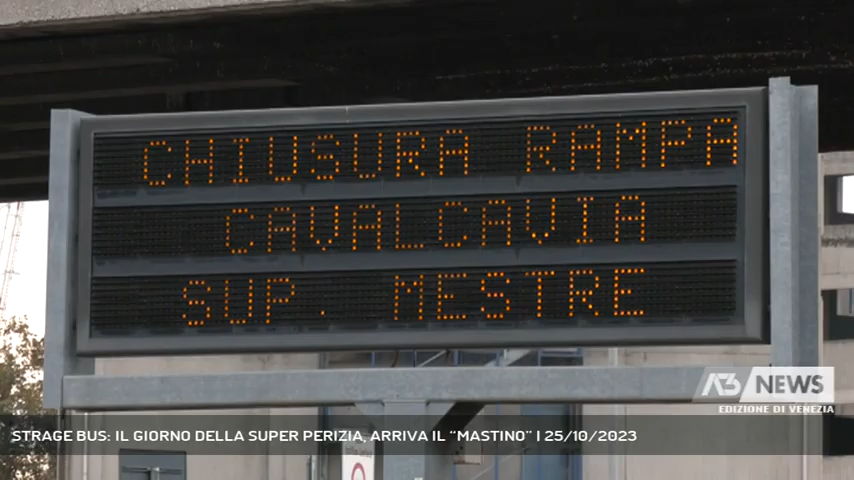 CHIUSURA RAMPA
CAVALCAVIA
SUP. MESTRE
A3 NEWS
EDIZIONE DI VENEZIA
STRAGE BUS: IL GIORNO DELLA SUPER PERIZIA, ARRIVA IL “MASTINO” | 25/10/2023